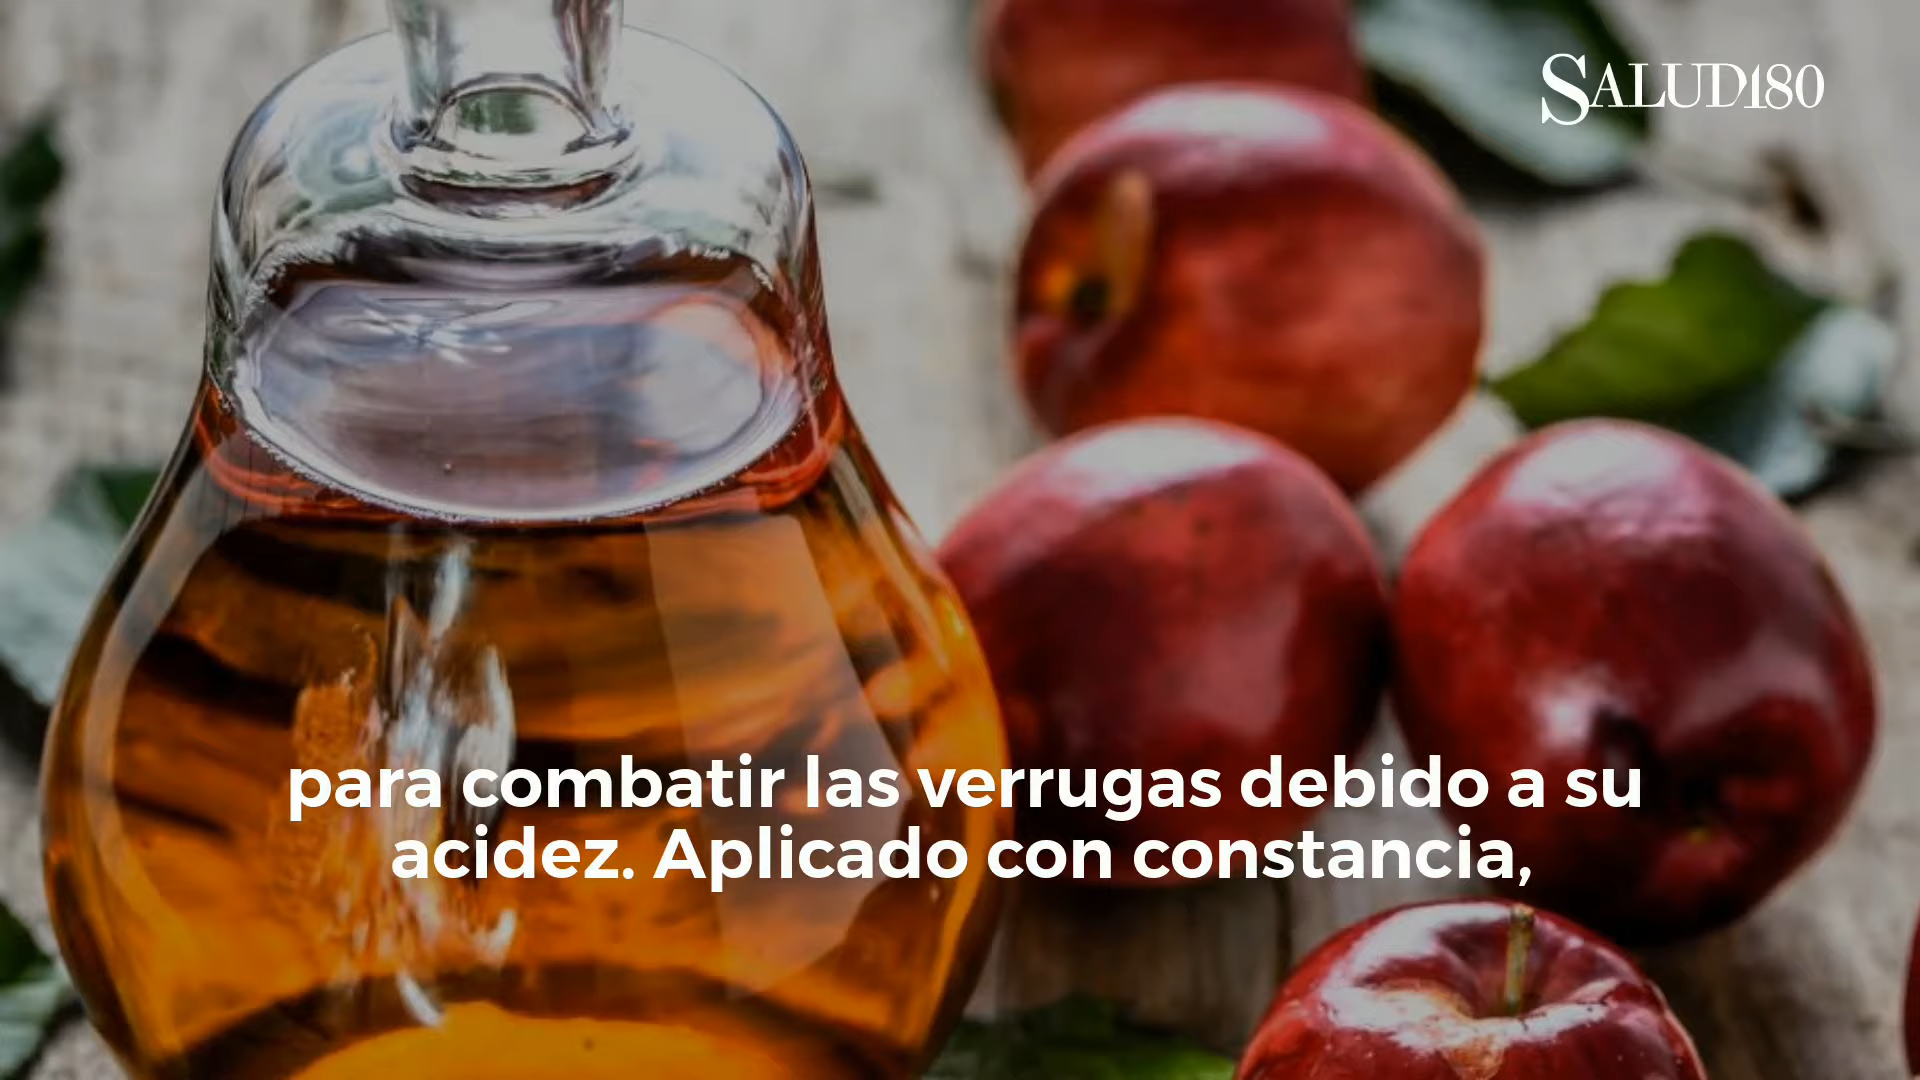 SALUD180
para combatir las verrugas debido a su
acidez. Aplicado con constancia,